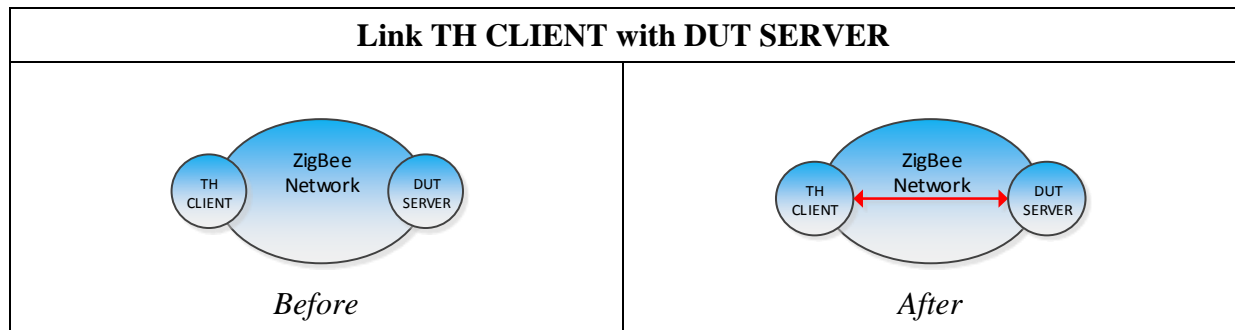 Link TH CLIENT with DUT SERVER
ZigBee
Network
TH
CLIENT
DUT
SERVER
Before
ZigBee
Network
TH
CLIENT
DUT
SERVER
After